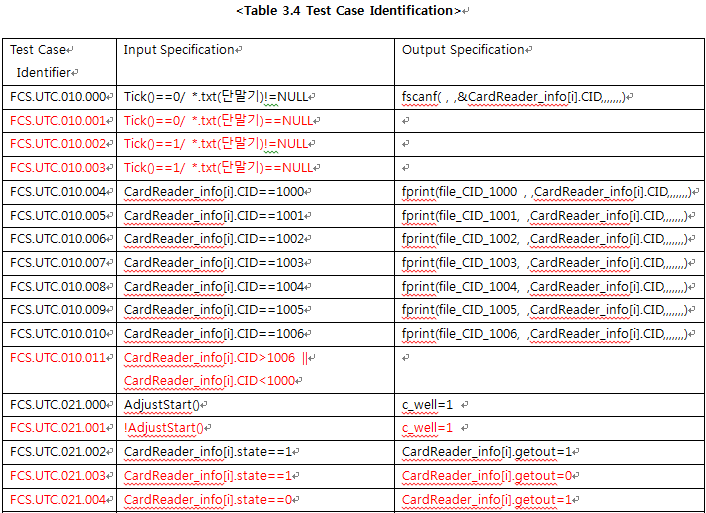 <Table 3.4 Test Case Identification>
Test Case Identifier Input Specification Output Specification
FCS.UTC.010.000 Tick()==0/ *.txt(단말기)!=NULL fscanf( , ,&CardReader_info[i].CID,,,,,,,)
FCS.UTC.010.001 Tick()==0/ *.txt(단말기)==NULL
FCS.UTC.010.002 Tick()==1/ *.txt(단말기)!=NULL
FCS.UTC.010.003 Tick()==1/ *.txt(단말기)==NULL
FCS.UTC.010.004 CardReader_info[i].CID==1000 fprint(file_CID_1000 , ,CardReader_info[i].CID,,,,,,,)
FCS.UTC.010.005 CardReader_info[i].CID==1001 fprint(file_CID_1001, ,CardReader_info[i].CID,,,,,,,)
FCS.UTC.010.006 CardReader_info[i].CID==1002 fprint(file_CID_1002, ,CardReader_info[i].CID,,,,,,,)
FCS.UTC.010.007 CardReader_info[i].CID==1003 fprint(file_CID_1003, ,CardReader_info[i].CID,,,,,,,)
FCS.UTC.010.008 CardReader_info[i].CID==1004 fprint(file_CID_1004, ,CardReader_info[i].CID,,,,,,,)
FCS.UTC.010.009 CardReader_info[i].CID==1005 fprint(file_CID_1005, ,CardReader_info[i].CID,,,,,,,)
FCS.UTC.010.010 CardReader_info[i].CID==1006 fprint(file_CID_1006, ,CardReader_info[i].CID,,,,,,,)
FCS.UTC.010.011 CardReader_info[i].CID>1006 ||
CardReader_info[i].CID<1000
FCS.UTC.021.000 AdjustStart() c_well=1
FCS.UTC.021.001 !AdjustStart() c_well=1
FCS.UTC.021.002 CardReader_info[i].state==1 CardReader_info[i].getout=1
FCS.UTC.021.003 CardReader_info[i].state==1 CardReader_info[i].getout=0
FCS.UTC.021.004 CardReader_info[i].state==0 CardReader_info[i].getout=1